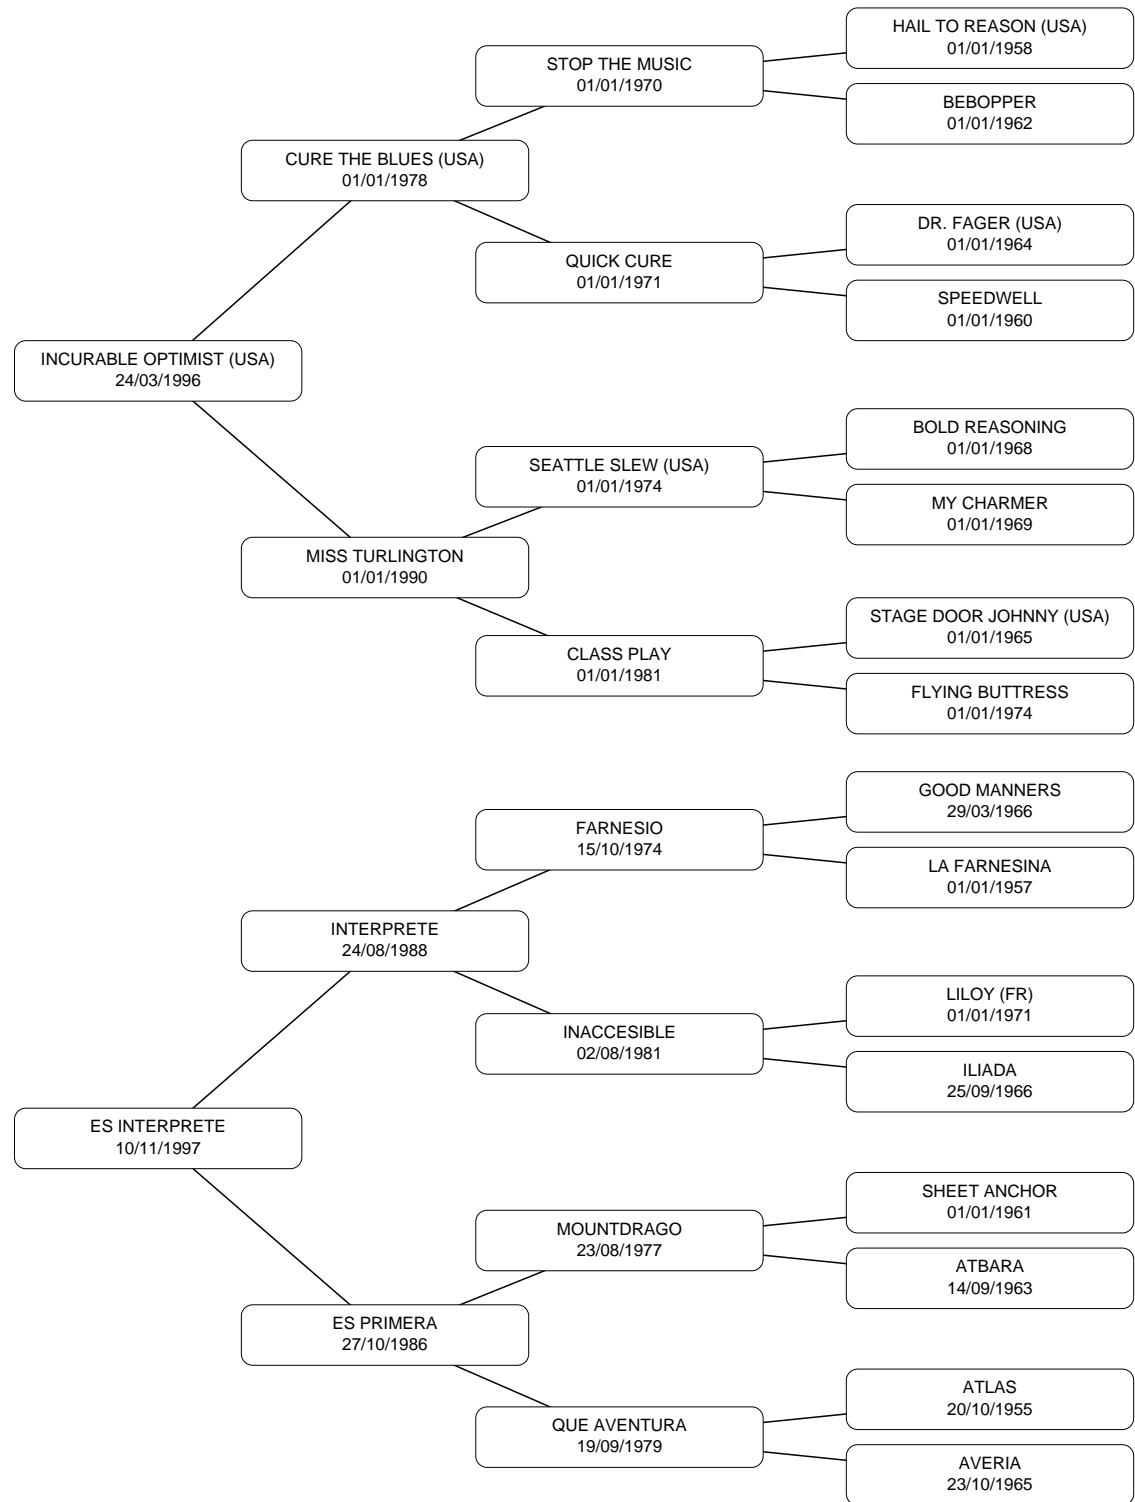 HAIL TO REASON (USA)
01/01/1958
STOP THE MUSIC
01/01/1970
BEBOPPER
01/01/1962
CURE THE BLUES (USA)
01/01/1978
DR. FAGER (USA)
01/01/1964
QUICK CURE
01/01/1971
SPEEDWELL
01/01/1960
INCURABLE OPTIMIST (USA)
24/03/1996
BOLD REASONING
01/01/1968
SEATTLE SLEW (USA)
01/01/1974
MY CHARMER
01/01/1969
MISS TURLINGTON
01/01/1990
STAGE DOOR JOHNNY (USA)
01/01/1965
CLASS PLAY
01/01/1981
FLYING BUTTRESS
01/01/1974
GOOD MANNERS
29/03/1966
FARNESIO
15/10/1974
LA FARNESINA
01/01/1957
INTERPRETE
24/08/1988
LILOY (FR)
01/01/1971
INACCESIBLE
02/08/1981
ILIADA
25/09/1966
ES INTERPRETE
10/11/1997
SHEET ANCHOR
01/01/1961
MOUNTDRAGO
23/08/1977
ATBARA
14/09/1963
ES PRIMERA
27/10/1986
ATLAS
20/10/1955
QUE AVENTURA
19/09/1979
AVERIA
23/10/1965